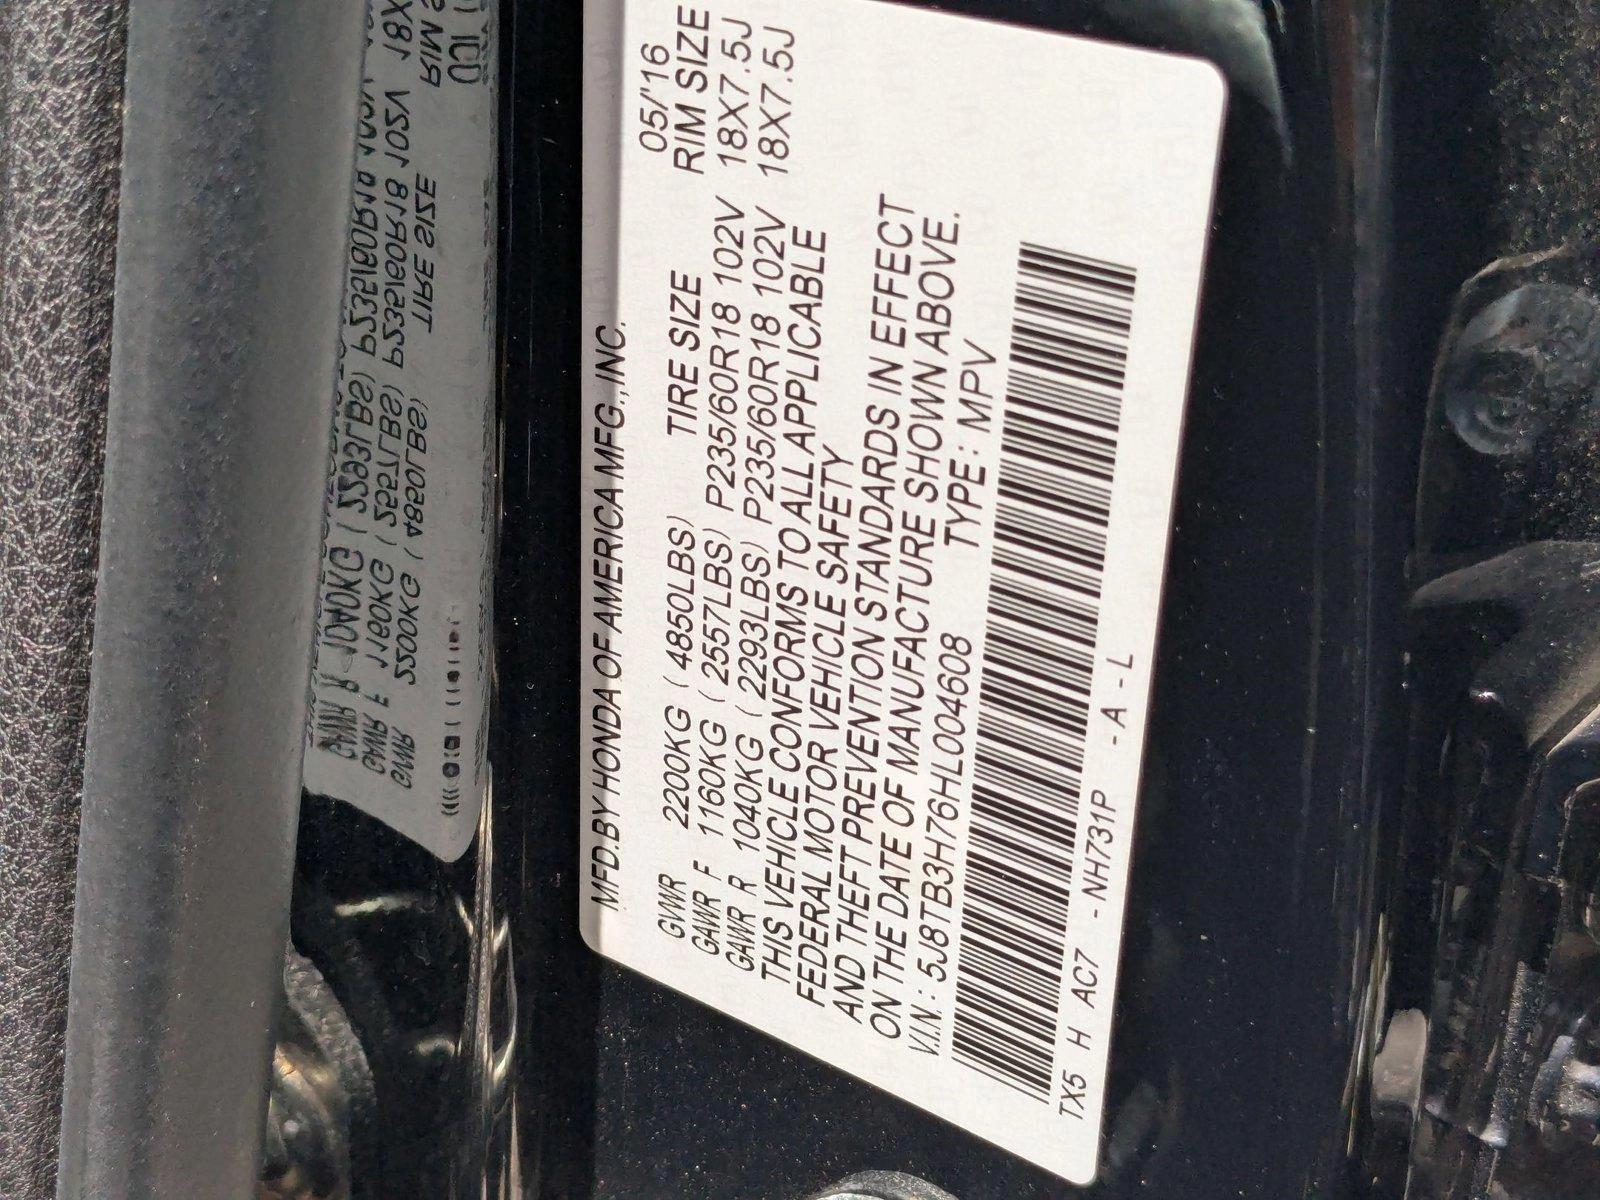 MFD.BY HONDA OF AMERICA MFG.,INC.
05/'16
GVWR 2200KG ( 4850LBS) TIRE SIZE RIM SIZE
GAWR F 1160KG ( 2557LBS) P235/60R18 102V 18X7.5J
GAWR R 1040KG ( 2293LBS) P235/60R18 102V 18X7.5J
THIS VEHICLE CONFORMS TO ALL APPLICABLE
FEDERAL MOTOR VEHICLE SAFETY
AND THEFT PREVENTION STANDARDS IN EFFECT
ON THE DATE OF MANUFACTURE SHOWN ABOVE.
V.I.N.: 5J8TB3H76HL004608 TYPE: MPV
TX5 H AC7 - NH731P - A - L